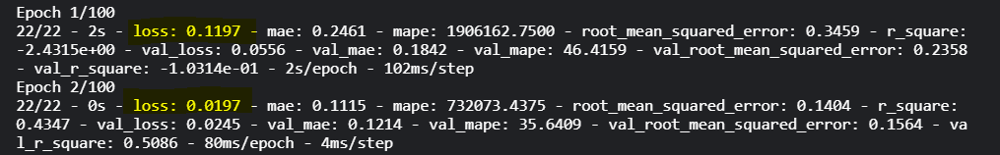 Epoch 1/100
22/22 - 2s - loss: 0.1197 - mae: 0.2461 - mape: 1906162.7500 - root_mean_squared_error: 0.3459 - r_square:
-2.4315e+00 - val_loss: 0.0556 - val_mae: 0.1842 - val_mape: 46.4159 - val_root_mean_squared_error: 0.2358
- val_r_square: -1.0314e-01 - 2s/epoch - 102ms/step
Epoch 2/100
22/22 - 0s - loss: 0.0197 - mae: 0.1115 - mape: 732073.4375 - root_mean_squared_error: 0.1404 - r_square:
0.4347 - val_loss: 0.0245 - val_mae: 0.1214 - val_mape: 35.6409 - val_root_mean_squared_error: 0.1564 - va
l_r_square: 0.5086 - 80ms/epoch - 4ms/step